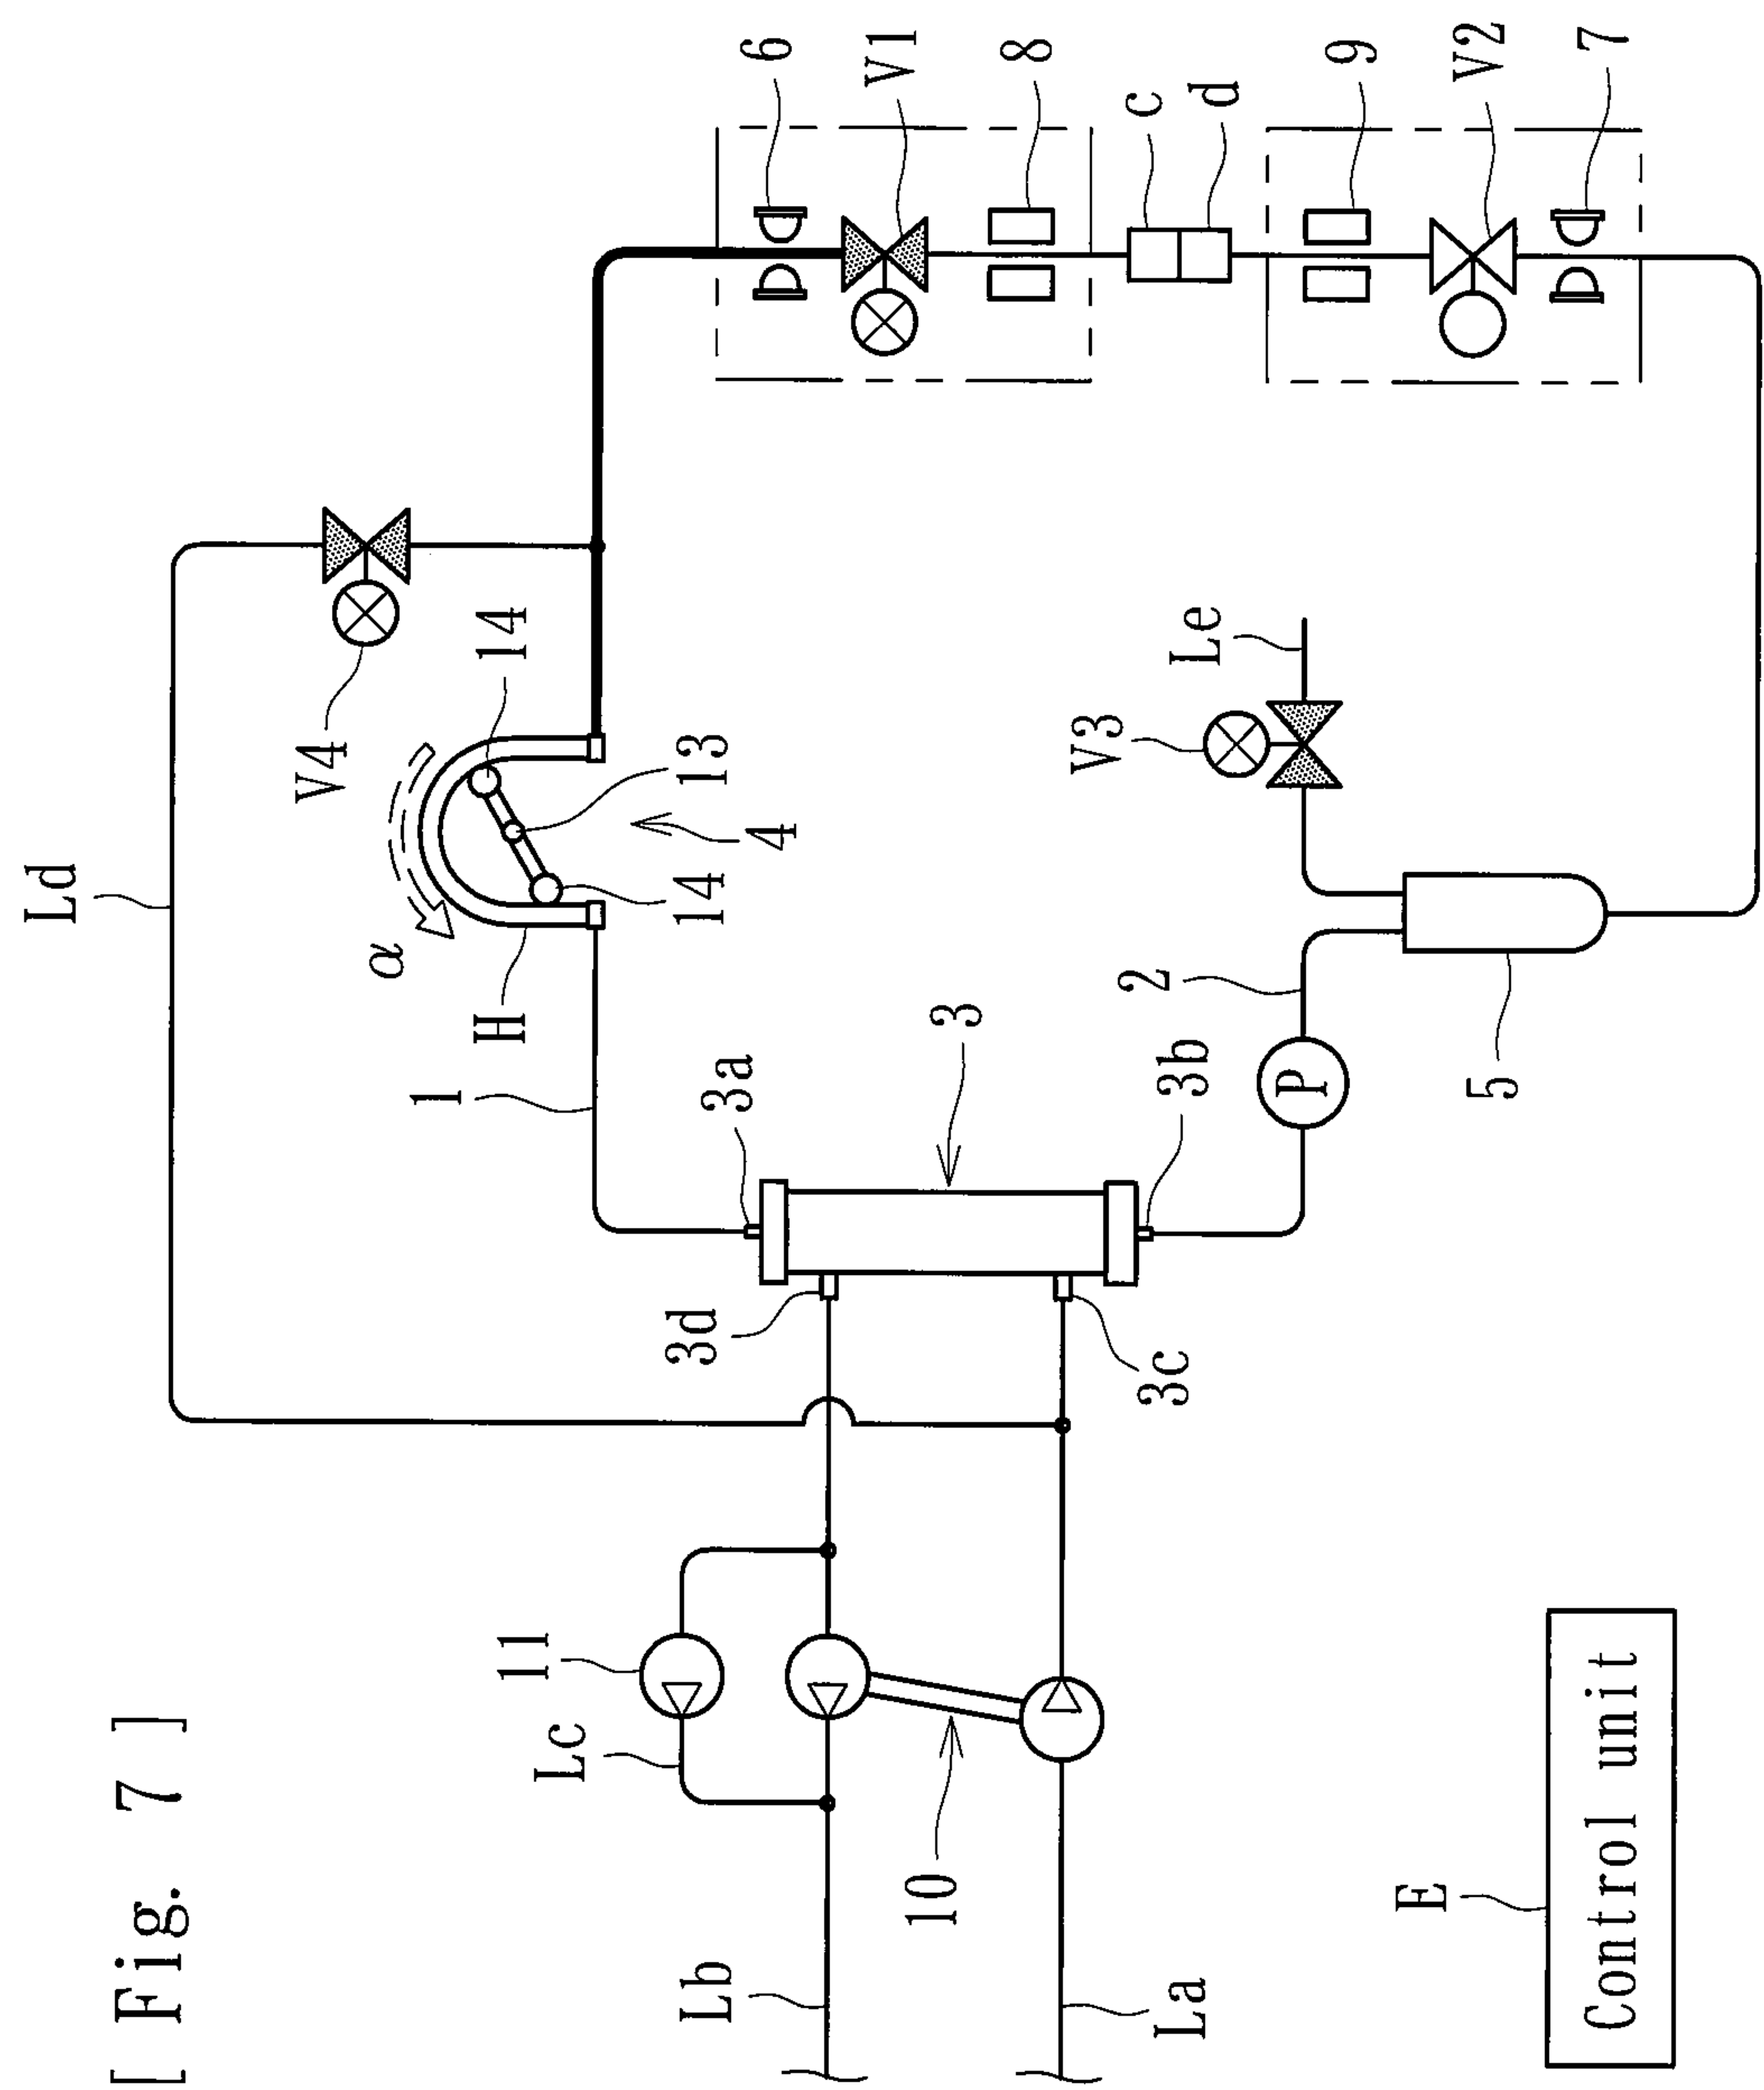 [ Fig. 7 ]
Ld
V4
α
1
H
14
11
Lc
14
13
Lb
3d
3a
4
6
V1
10
3
8
V3
c
2
La
3c
3b
Le
d
P
9
E
5
V2
7
Control unit